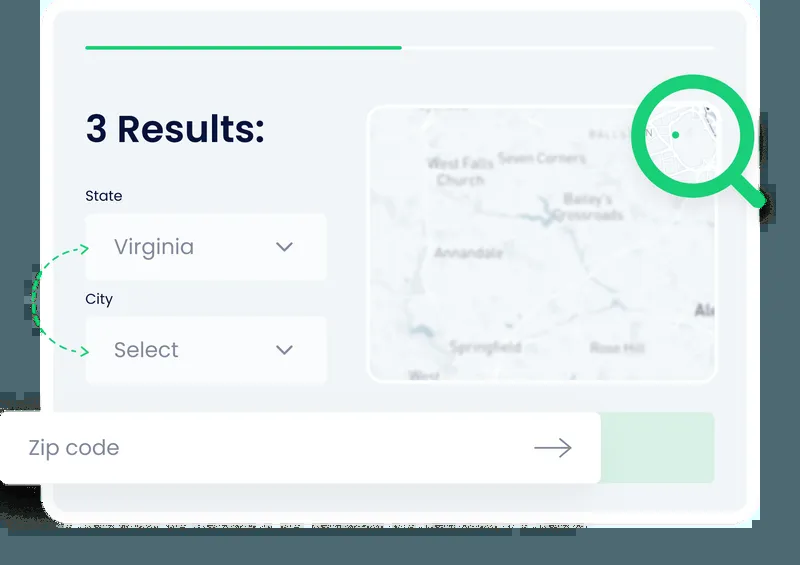 3 Results:
State
Virginia
City
Select
Zip code
West Falls
Church
Seven Corners
Bailey's
Crossroads
Annandale
Springfield
Rose Hill
West